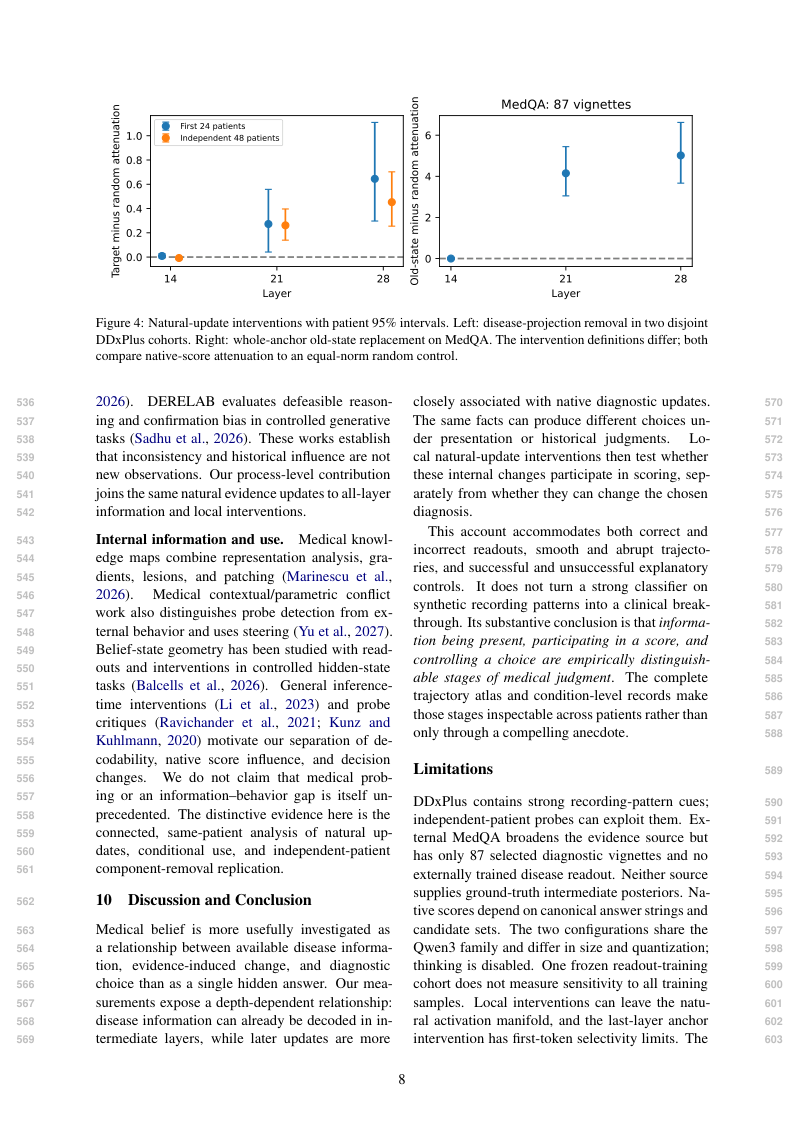 Target minus random attenuation
1.0
0.8
0.6
0.4
0.2
0.0
First 24 patients
Independent 48 patients
14
21
28
Layer
MedQA: 87 vignettes
Old-state minus random attenuation
6
4
2
0
14
21
28
Layer
Figure 4: Natural-update interventions with patient 95% intervals. Left: disease-projection removal in two disjoint
DDxPlus cohorts. Right: whole-anchor old-state replacement on MedQA. The intervention definitions differ; both
compare native-score attenuation to an equal-norm random control.
536 2026). DERELAB evaluates defeasible reason-
537 ing and confirmation bias in controlled generative
538 tasks (Sadhu et al., 2026). These works establish
539 that inconsistency and historical influence are not
540 new observations. Our process-level contribution
541 joins the same natural evidence updates to all-layer
542 information and local interventions.
543 Internal information and use. Medical knowl-
544 edge maps combine representation analysis, gra-
545 dients, lesions, and patching (Marinescu et al.,
546 2026). Medical contextual/parametric conflict
547 work also distinguishes probe detection from ex-
548 ternal behavior and uses steering (Yu et al., 2027).
549 Belief-state geometry has been studied with read-
550 outs and interventions in controlled hidden-state
551 tasks (Balcells et al., 2026). General inference-
552 time interventions (Li et al., 2023) and probe
553 critiques (Ravichander et al., 2021; Kunz and
554 Kuhlmann, 2020) motivate our separation of de-
555 codability, native score influence, and decision
556 changes. We do not claim that medical prob-
557 ing or an information–behavior gap is itself un-
558 precedented. The distinctive evidence here is the
559 connected, same-patient analysis of natural up-
560 dates, conditional use, and independent-patient
561 component-removal replication.
562 10 Discussion and Conclusion
563 Medical belief is more usefully investigated as
564 a relationship between available disease informa-
565 tion, evidence-induced change, and diagnostic
566 choice than as a single hidden answer. Our mea-
567 surements expose a depth-dependent relationship:
568 disease information can already be decoded in in-
569 termediate layers, while later updates are more
closely associated with native diagnostic updates. 570
The same facts can produce different choices un- 571
der presentation or historical judgments. Lo- 572
cal natural-update interventions then test whether 573
these internal changes participate in scoring, sep- 574
arately from whether they can change the chosen 575
diagnosis. 576
This account accommodates both correct and 577
incorrect readouts, smooth and abrupt trajecto- 578
ries, and successful and unsuccessful explanatory 579
controls. It does not turn a strong classifier on 580
synthetic recording patterns into a clinical break- 581
through. Its substantive conclusion is that informa- 582
tion being present, participating in a score, and 583
controlling a choice are empirically distinguish- 584
able stages of medical judgment. The complete 585
trajectory atlas and condition-level records make 586
those stages inspectable across patients rather than 587
only through a compelling anecdote. 588
Limitations 589
DDxPlus contains strong recording-pattern cues; 590
independent-patient probes can exploit them. Ex- 591
ternal MedQA broadens the evidence source but 592
has only 87 selected diagnostic vignettes and no 593
externally trained disease readout. Neither source 594
supplies ground-truth intermediate posteriors. Na- 595
tive scores depend on canonical answer strings and 596
candidate sets. The two configurations share the 597
Qwen3 family and differ in size and quantization; 598
thinking is disabled. One frozen readout-training 599
cohort does not measure sensitivity to all training 600
samples. Local interventions can leave the natu- 601
ral activation manifold, and the last-layer anchor 602
intervention has first-token selectivity limits. The 603
8